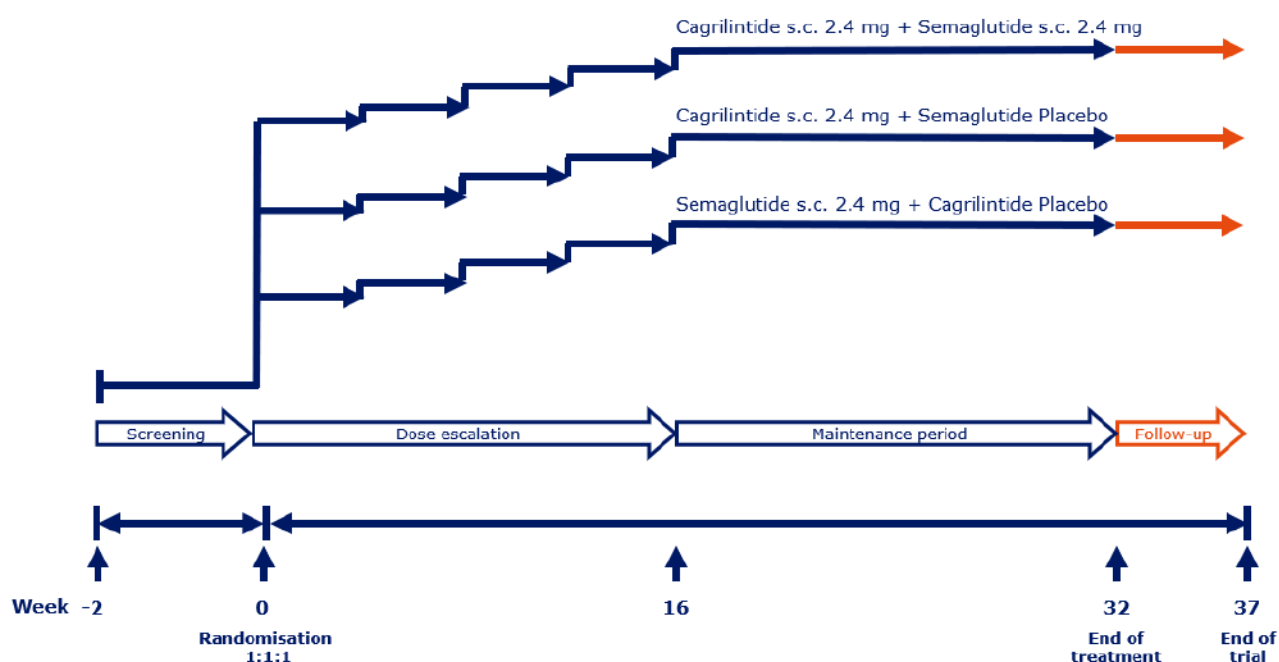 Cagrilintide s.c. 2.4 mg + Semaglutide s.c. 2.4 mg
Cagrilintide s.c. 2.4 mg + Semaglutide Placebo
Semaglutide s.c. 2.4 mg + Cagrilintide Placebo
Screening
Dose escalation
Maintenance period
Follow-up
Week -2 0 16 32 37
Randomisation
1:1:1
End of
treatment
End of
trial